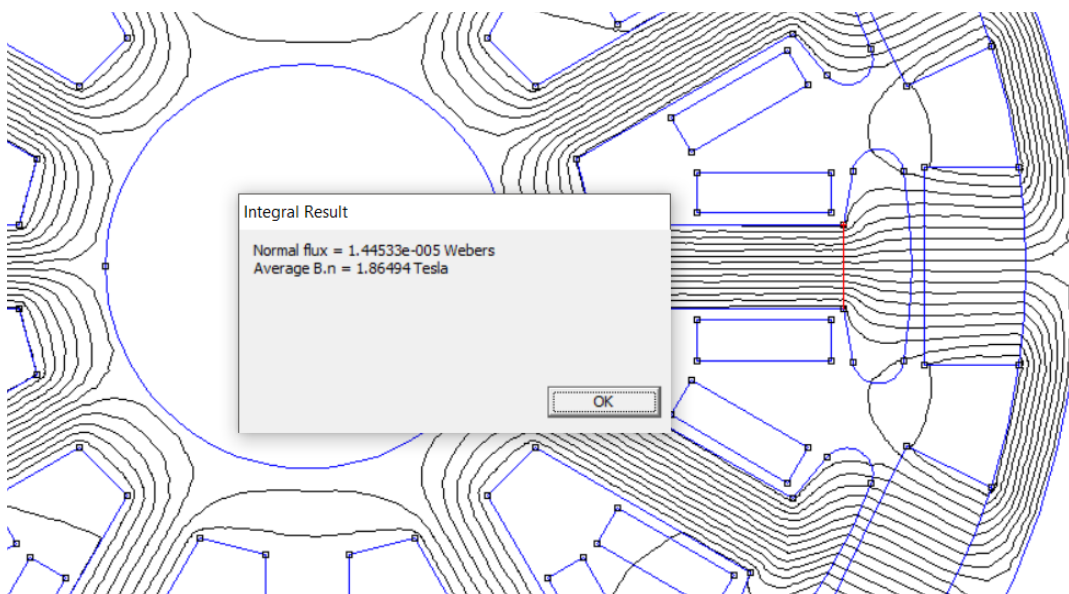 Integral Result
Normal flux = 1.44533e-005 Webers
Average B.n = 1.86494 Tesla
OK